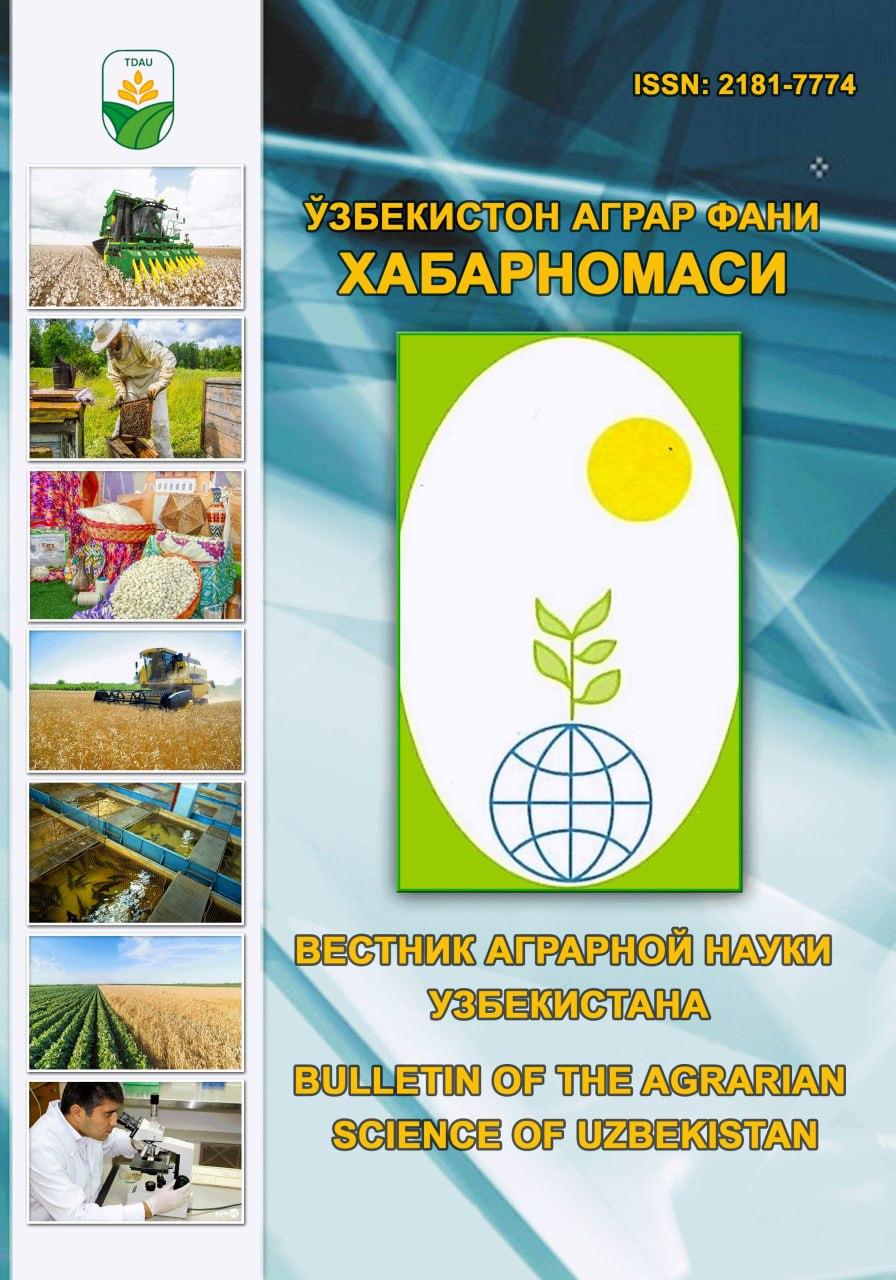 TDAU
ISSN: 2181-7774
ЎЗБЕКИСТОН АГРАР ФАНИ
ХАБАРНОМАСИ
ВЕСТНИК АГРАРНОЙ НАУКИ
УЗБЕКИСТАНА
BULLETIN OF THE AGRARIAN
SCIENCE OF UZBEKISTAN